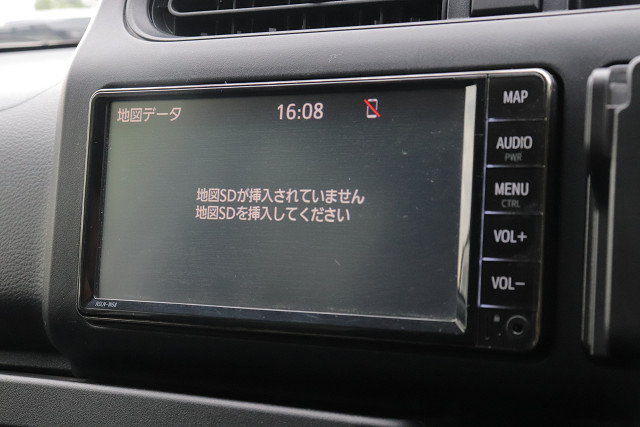 地図データ 16:08
地図SDが挿入されていません
地図SDを挿入してください
MAP
AUDIO
PWR
MENU
CTRL
VOL+
VOL-